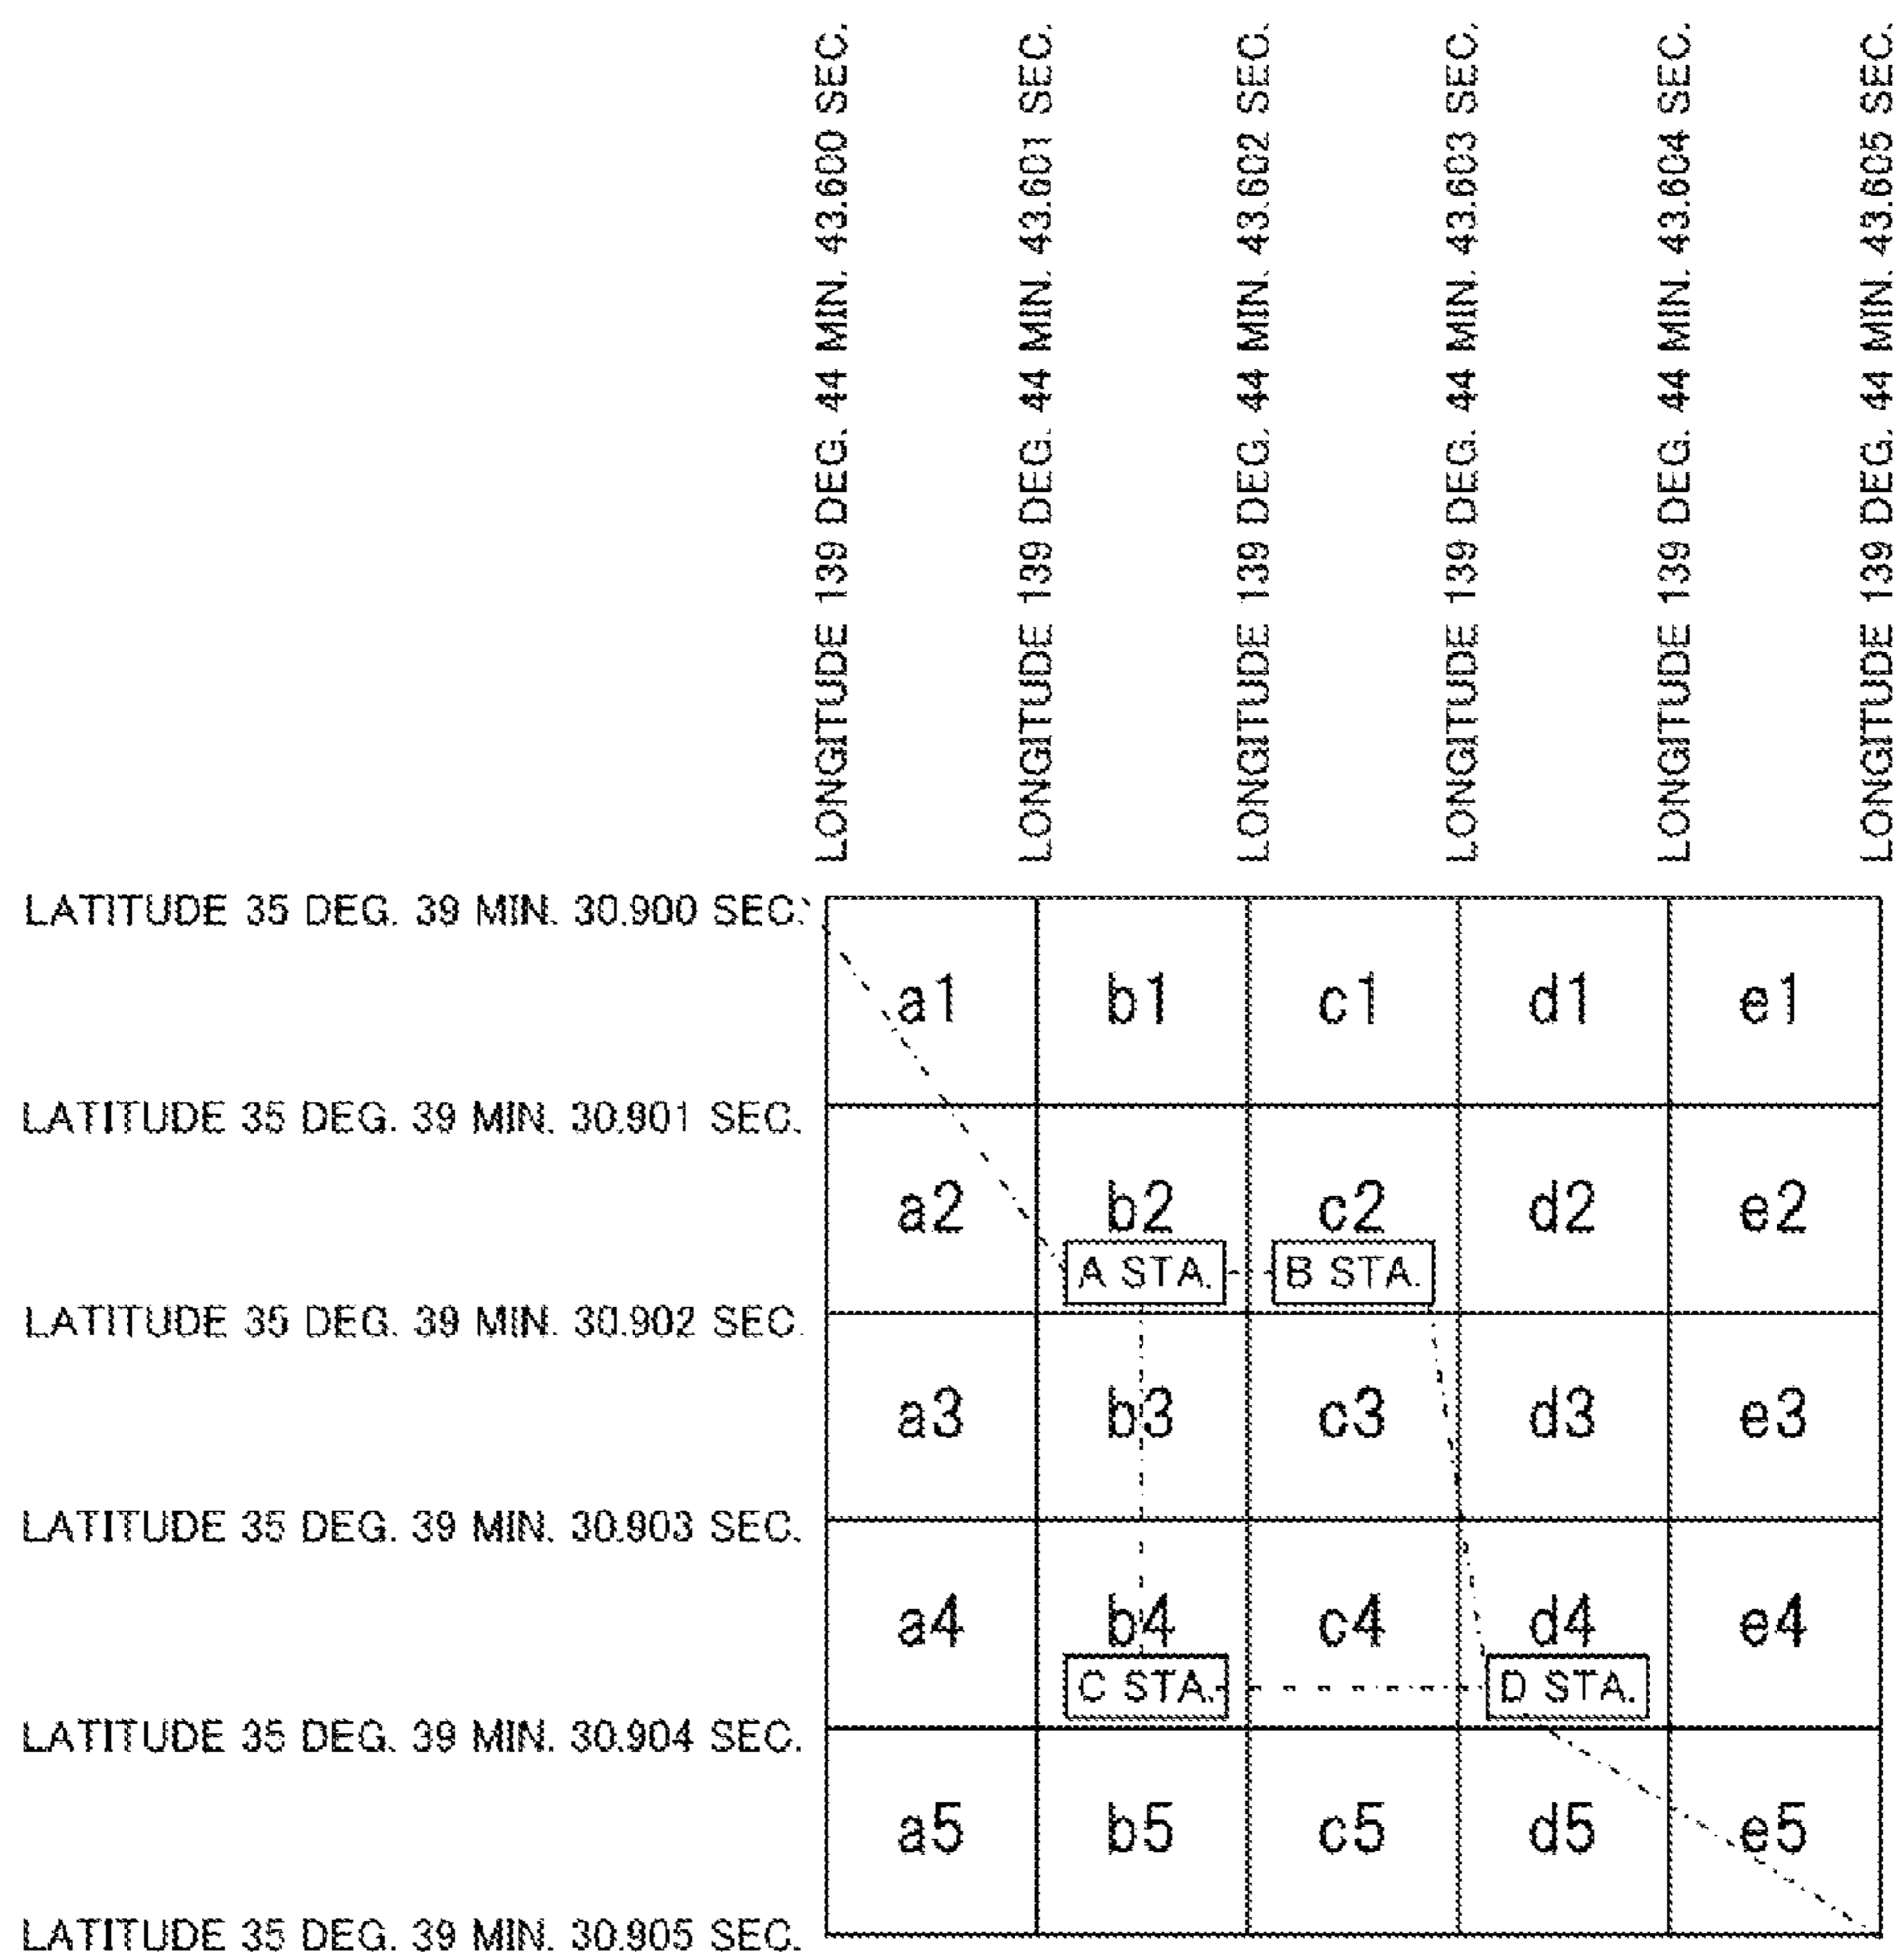 LONGITUDE 139 DEG. 44 MIN. 43.600 SEC.
LONGITUDE 139 DEG. 44 MIN. 43.601 SEC.
LONGITUDE 139 DEG. 44 MIN. 43.602 SEC.
LONGITUDE 139 DEG. 44 MIN. 43.603 SEC.
LONGITUDE 139 DEG. 44 MIN. 43.604 SEC.
LONGITUDE 139 DEG. 44 MIN. 43.605 SEC.
LATITUDE 35 DEG. 39 MIN. 30.900 SEC.
a1 b1 c1 d1 e1
LATITUDE 35 DEG. 39 MIN. 30.901 SEC.
a2 b2 c2 d2 e2
A STA. B STA.
LATITUDE 35 DEG. 39 MIN. 30.902 SEC.
a3 b3 c3 d3 e3
LATITUDE 35 DEG. 39 MIN. 30.903 SEC.
a4 b4 c4 d4 e4
C STA. D STA.
LATITUDE 35 DEG. 39 MIN. 30.904 SEC.
a5 b5 c5 d5 e5
LATITUDE 35 DEG. 39 MIN. 30.905 SEC.